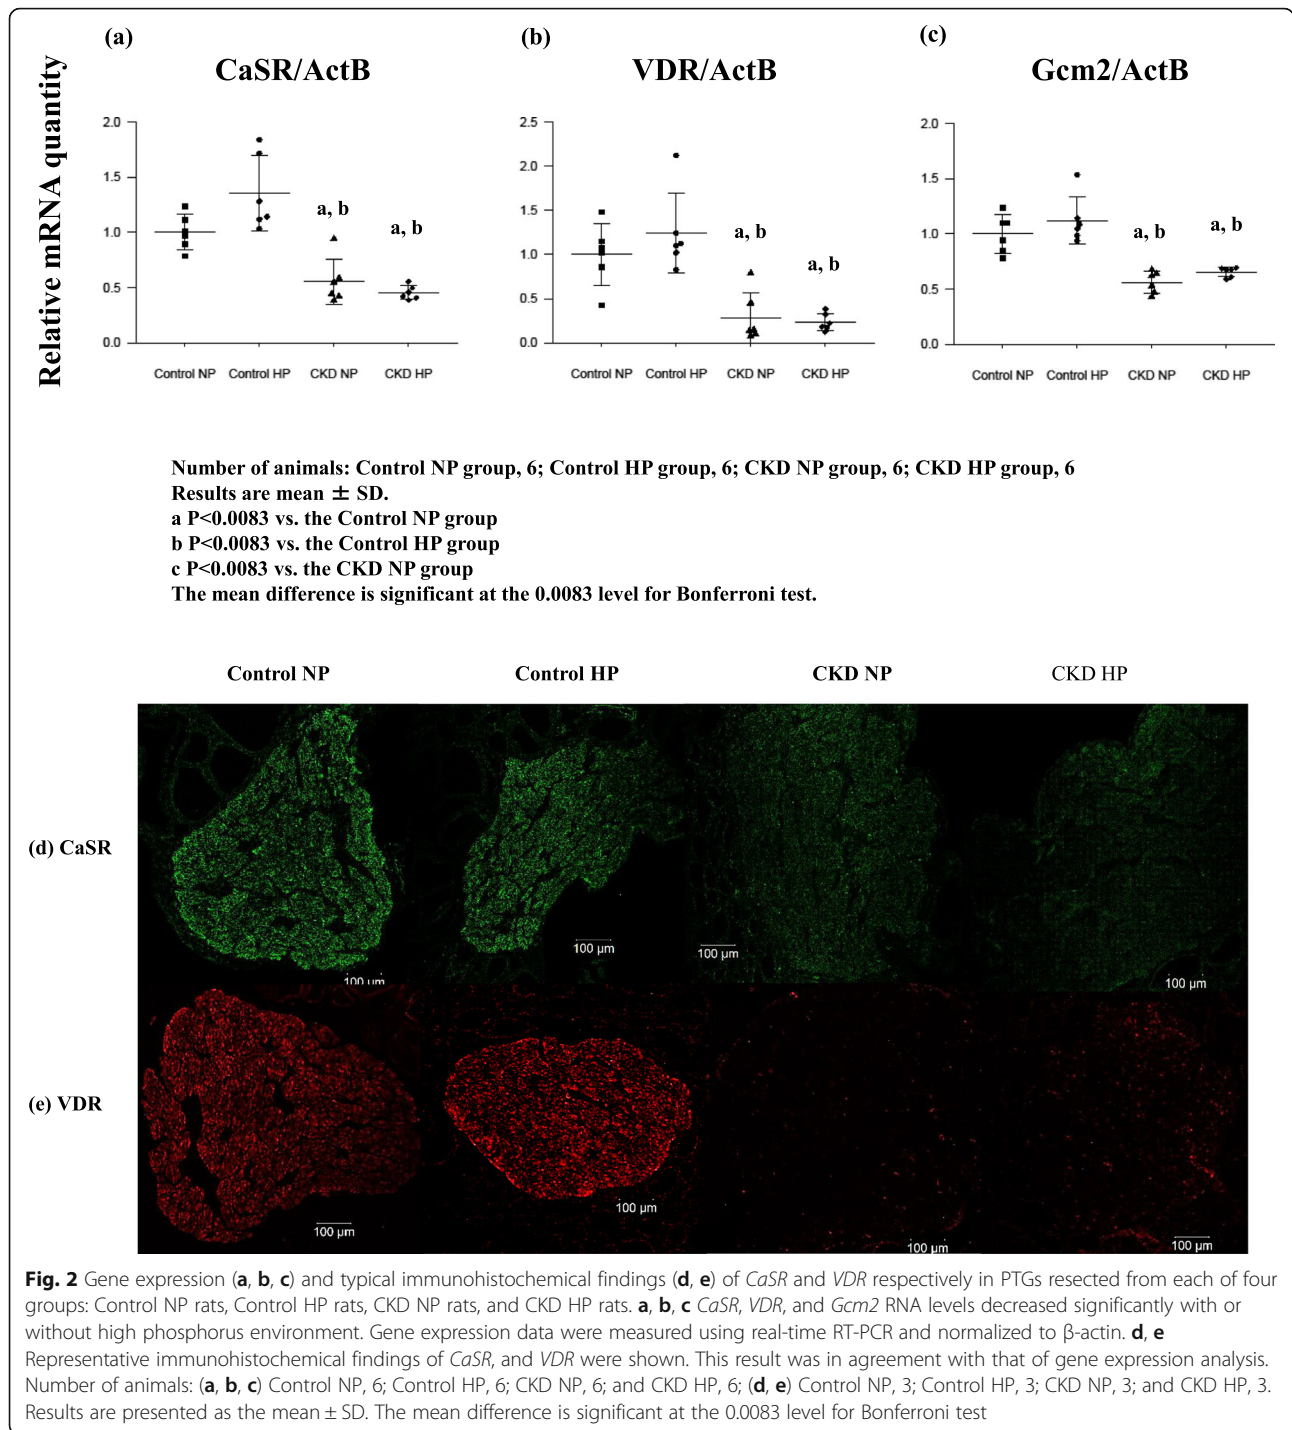 (a)
(b)
(c)
CaSR/ActB
VDR/ActB
Gcm2/ActB
Relative mRNA quantity
2.5
2.0
1.5
1.0
0.5
0.0
Control NP Control HP CKD NP CKD HP
a, b
a, b
2.5
2.0
1.5
1.0
0.5
0.0
Control NP Control HP CKD NP CKD HP
a, b
a, b
2.0
1.5
1.0
0.5
0.0
Control NP Control HP CKD NP CKD HP
a, b
a, b
Number of animals: Control NP group, 6; Control HP group, 6; CKD NP group, 6; CKD HP group, 6
Results are mean ± SD.
a P<0.0083 vs. the Control NP group
b P<0.0083 vs. the Control HP group
c P<0.0083 vs. the CKD NP group
The mean difference is significant at the 0.0083 level for Bonferroni test.
Control NP Control HP CKD NP CKD HP
(d) CaSR
100 µm
100 µm
100 µm
100 µm
(e) VDR
100 µm
100 µm
100 µm
100 µm
Fig. 2 Gene expression (a, b, c) and typical immunohistochemical findings (d, e) of CaSR and VDR respectively in PTGs resected from each of four
groups: Control NP rats, Control HP rats, CKD NP rats, and CKD HP rats. a, b, c CaSR, VDR, and Gcm2 RNA levels decreased significantly with or
without high phosphorus environment. Gene expression data were measured using real-time RT-PCR and normalized to β-actin. d, e
Representative immunohistochemical findings of CaSR, and VDR were shown. This result was in agreement with that of gene expression analysis.
Number of animals: (a, b, c) Control NP, 6; Control HP, 6; CKD NP, 6; and CKD HP, 6; (d, e) Control NP, 3; Control HP, 3; CKD NP, 3; and CKD HP, 3.
Results are presented as the mean ± SD. The mean difference is significant at the 0.0083 level for Bonferroni test